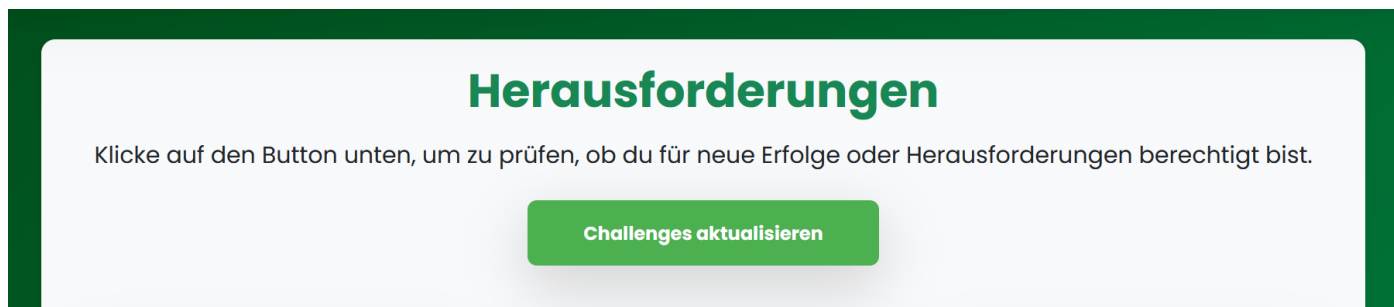 Herausforderungen
Klicke auf den Button unten, um zu prüfen, ob du für neue Erfolge oder Herausforderungen berechtigt bist.
Challenges aktualisieren